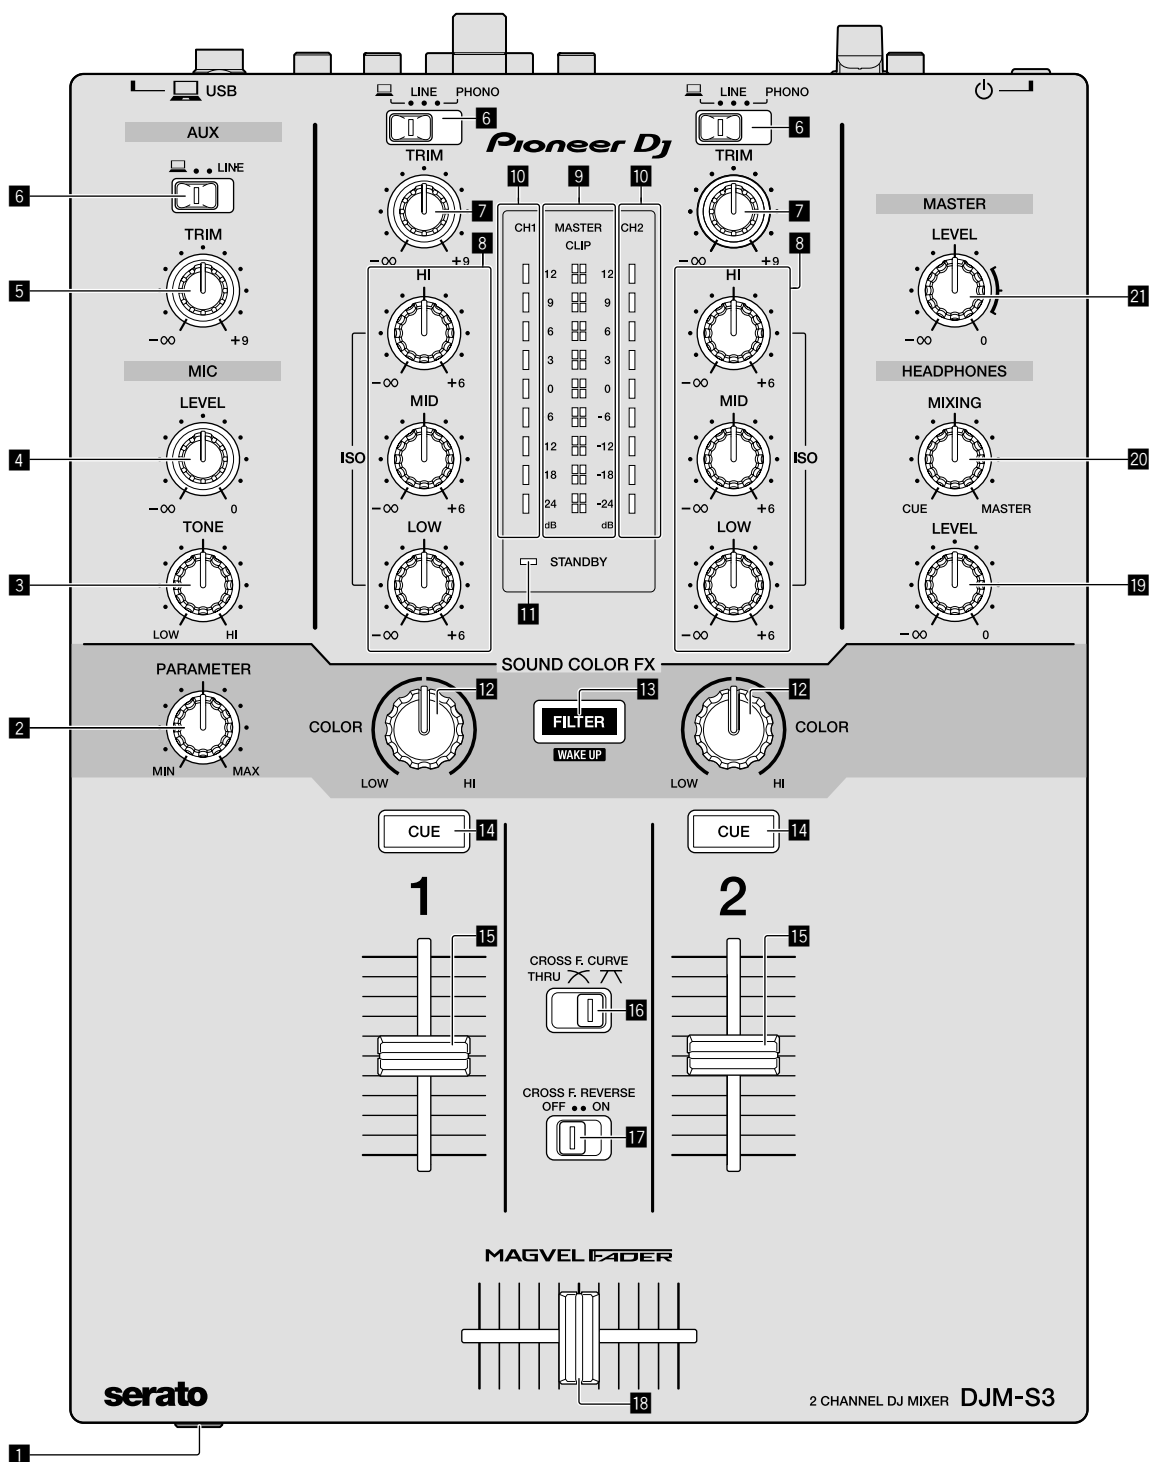 USB
LINE PHONO
LINE PHONO
6
6
AUX
Pioneer Dj
LINE
6
TRIM
TRIM
10
9
10
7
7
MASTER
CH1
MASTER
CH2
CLIP
TRIM
8
8
LEVEL
−∞ +9
−∞ +9
HI
HI
12 12
5
21
9 9
6 6
−∞ +9
3 3
−∞ 0
MIC
−∞ +6
0 0
−∞ +6
HEADPHONES
LEVEL
MID
6 -6
MID
MIXING
12 -12
4
ISO
ISO
20
18 -18
−∞ 0
−∞ +6
24 -24
−∞ +6
CUE MASTER
TONE
LOW
dB dB
LOW
LEVEL
STANDBY
3
19
11
LOW HI
−∞ +6
−∞ +6
−∞ 0
SOUND COLOR FX
PARAMETER
12
13
12
2
COLOR
FILTER
COLOR
WAKE UP
MIN MAX
LOW HI
LOW HI
CUE
14
CUE
14
1
2
15
15
CROSS F. CURVE
THRU
16
CROSS F. REVERSE
OFF ON
17
MAGVEL FADER
serato
18
2 CHANNEL DJ MIXER DJM-S3
1